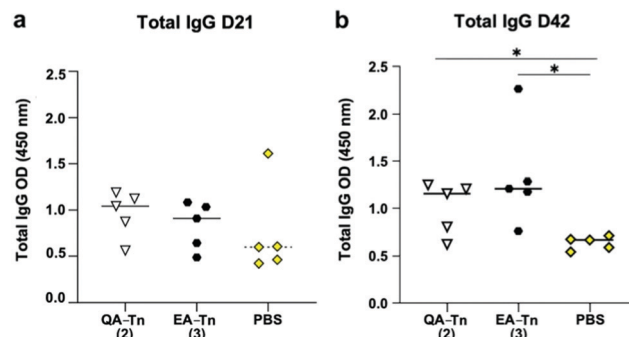 a
Total IgG D21
Total IgG OD (450 nm)
2.5
2.0
1.5
1.0
0.5
0.0
QA–Tn EA–Tn PBS
(2) (3)
b
Total IgG D42
Total IgG OD (450 nm)
2.5
2.0
1.5
1.0
0.5
0.0
*
*
QA–Tn EA–Tn PBS
(2) (3)